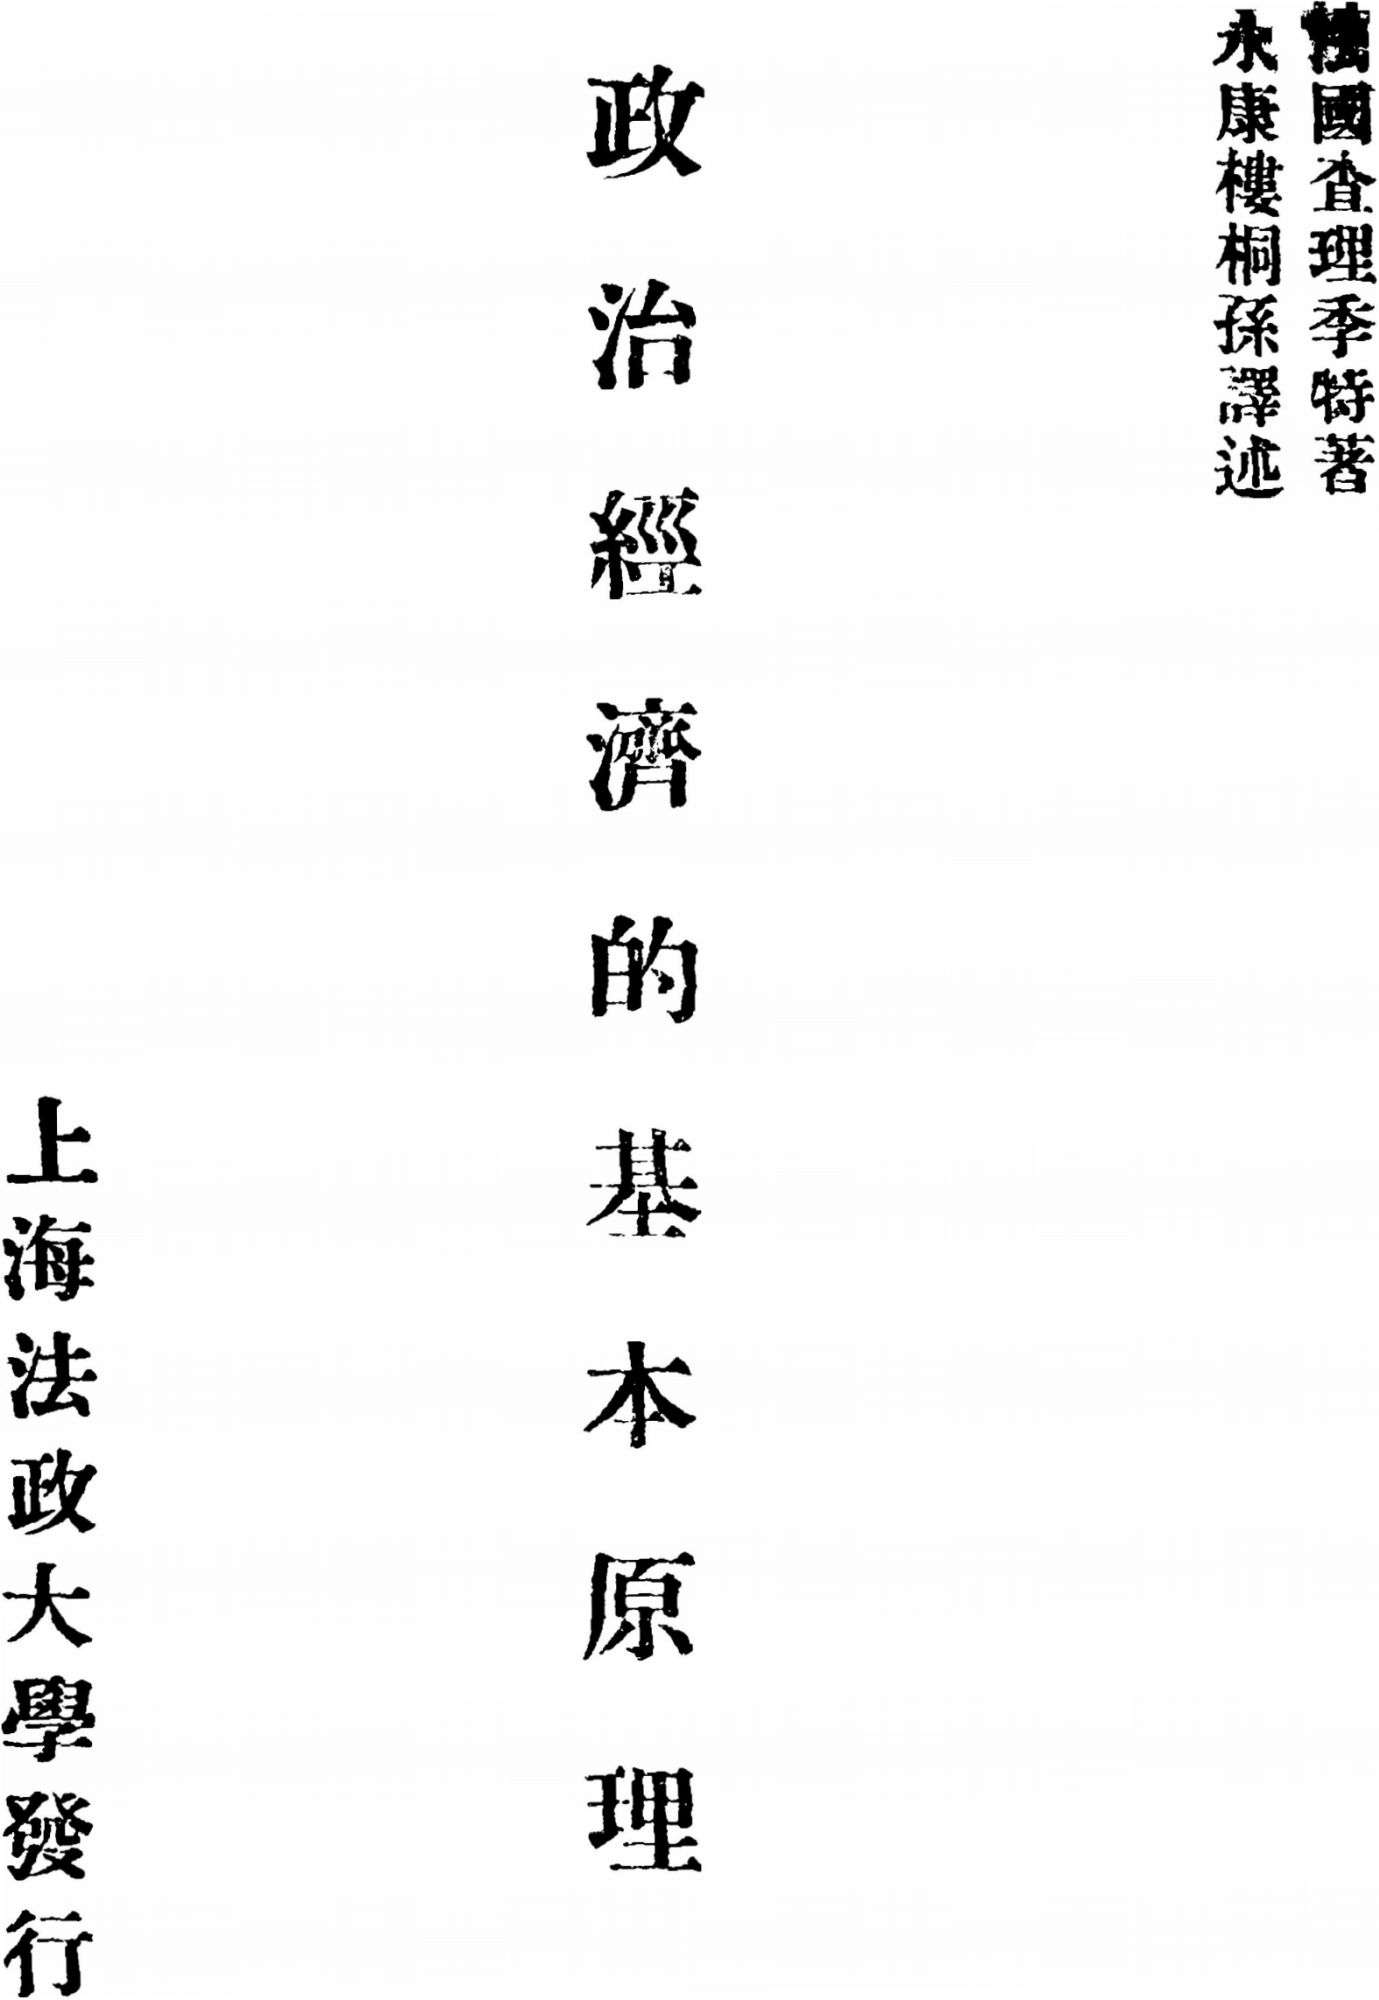 法國査理季特著
永康樓桐孫譯述
政治經濟的基本原理
上海法政大學發行